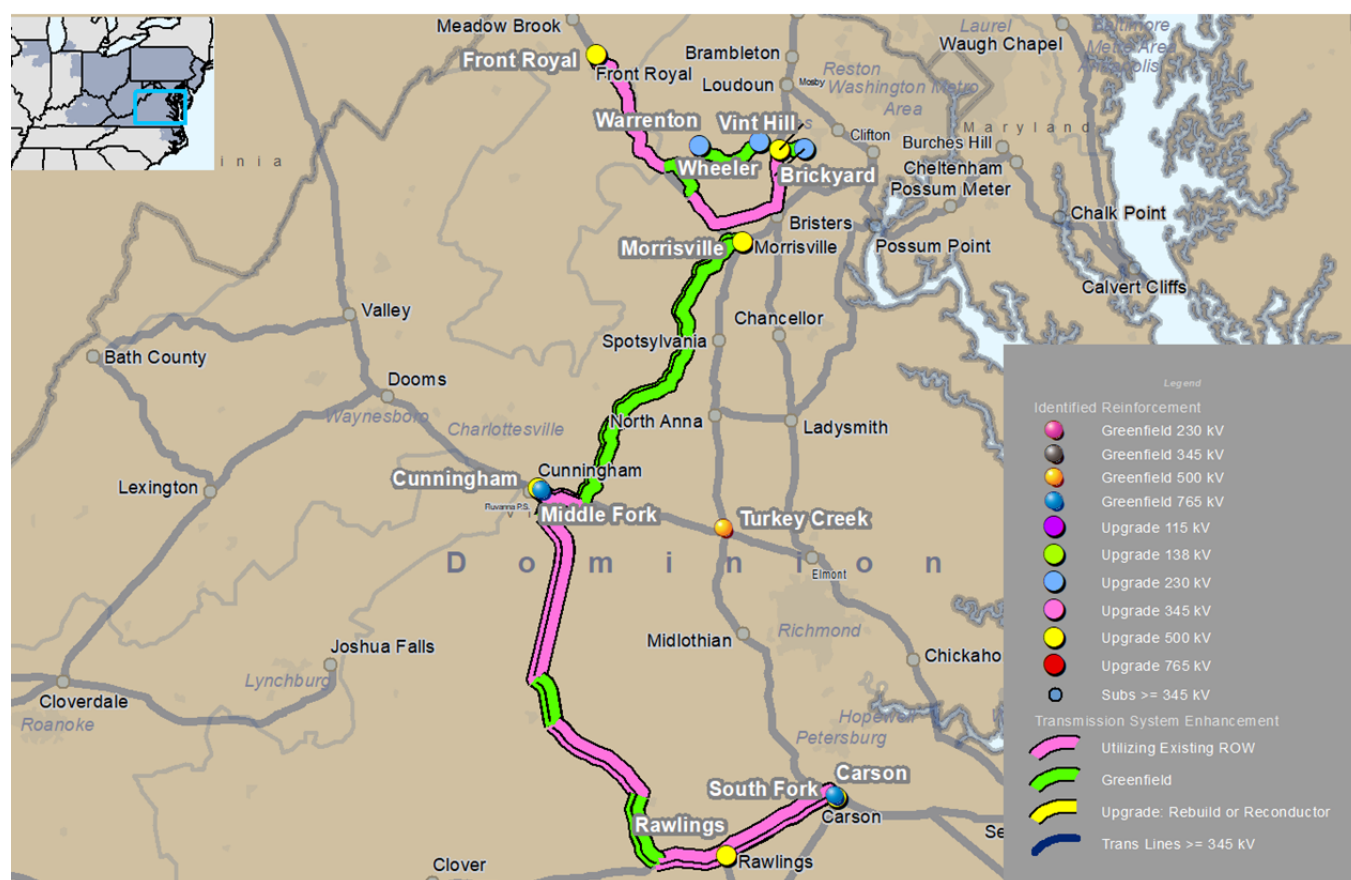 Meadow Brook
Laurel
Waugh Chapel
Baltimore
Metro Area
Annapolis
Front Royal
Front Royal
Brambleton
Loudoun
Mosby
Reston
Washington Metro
Area
Warrenton
Vint Hill
Clifton
Maryland
Burches Hill
inia
Wheeler
Brickyard
Cheltenham
Possum Meter
Bristers
Chalk Point
Morrisville
Morrisville
Possum Point
Calvert Cliffs
Valley
Chancellor
Spotsylvania
Bath County
Dooms
Waynesboro
Charlottesville
North Anna
Ladysmith
Cunningham
Cunningham
Lexington
Middle Fork
Turkey Creek
Dominion
Elmont
Midlothian
Richmond
Joshua Falls
Chickaho
Lynchburg
Cloverdale
Roanoke
Hopewell
Petersburg
South Fork
Carson
Carson
Rawlings
Rawlings
Clover
Se
Legend
Identified Reinforcement
Greenfield 230 kV
Greenfield 345 kV
Greenfield 500 kV
Greenfield 765 kV
Upgrade 115 kV
Upgrade 138 kV
Upgrade 230 kV
Upgrade 345 kV
Upgrade 500 kV
Upgrade 765 kV
Subs >= 345 kV
Transmission System Enhancement
Utilizing Existing ROW
Greenfield
Upgrade: Rebuild or Reconductor
Trans Lines >= 345 kV